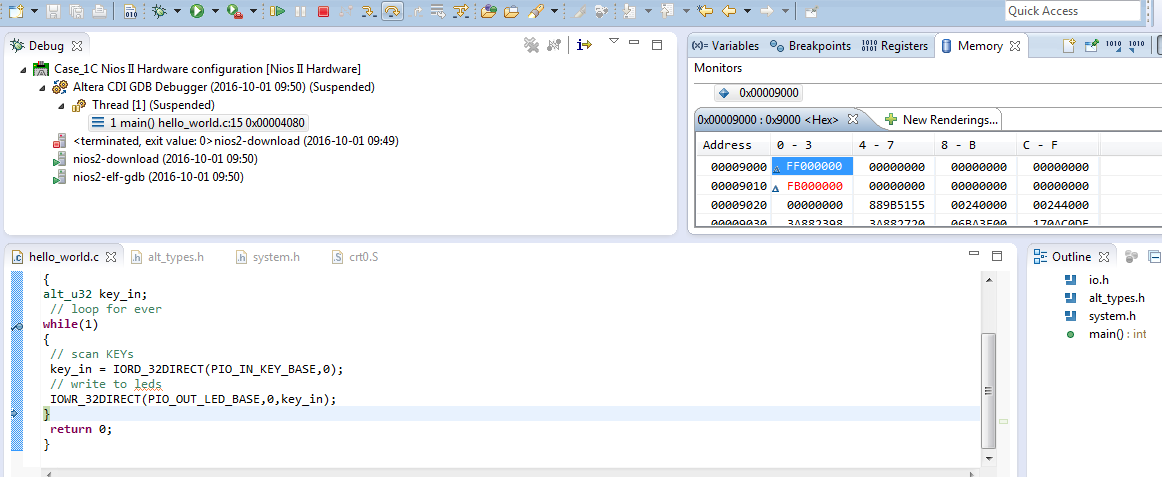 Quick Access
Debug
Case_1C Nios II Hardware configuration [Nios II Hardware]
Altera CDI GDB Debugger (2016-10-01 09:50) (Suspended)
Thread [1] (Suspended)
1 main() hello_world.c:15 0x00004080
<terminated, exit value: 0>nios2-download (2016-10-01 09:49)
nios2-download (2016-10-01 09:50)
nios2-elf-gdb (2016-10-01 09:50)
(x)= Variables Breakpoints Registers Memory
Monitors
0x00009000
0x00009000 : 0x9000 <Hex> New Renderings...
Address 0 - 3 4 - 7 8 - B C - F
00009000 FF000000 00000000 00000000 00000000
00009010 FB000000 00000000 00000000 00000000
00009020 00000000 889B5155 00240000 00244000
00009030 3A882398 3A882720 06BA3F00 170AC0DE
hello_world.c alt_types.h system.h crt0.S
{
alt_u32 key_in;
// loop for ever
while(1)
{
// scan KEYs
key_in = IORD_32DIRECT(PIO_IN_KEY_BASE,0);
// write to leds
IOWR_32DIRECT(PIO_OUT_LED_BASE,0,key_in);
}
return 0;
}
Outline
io.h
alt_types.h
system.h
main() : int